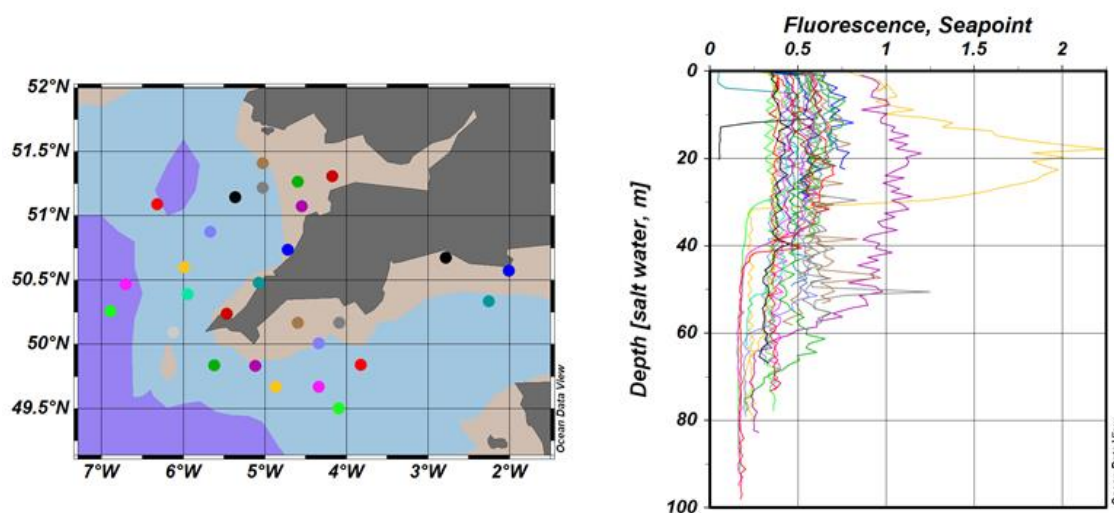 52°N
51.5°N
51°N
50.5°N
50°N
49.5°N
7°W 6°W 5°W 4°W 3°W 2°W
Ocean Data View
Fluorescence, Seapoint
0 0.5 1 1.5 2
Depth [salt water, m]
0
20
40
60
80
100